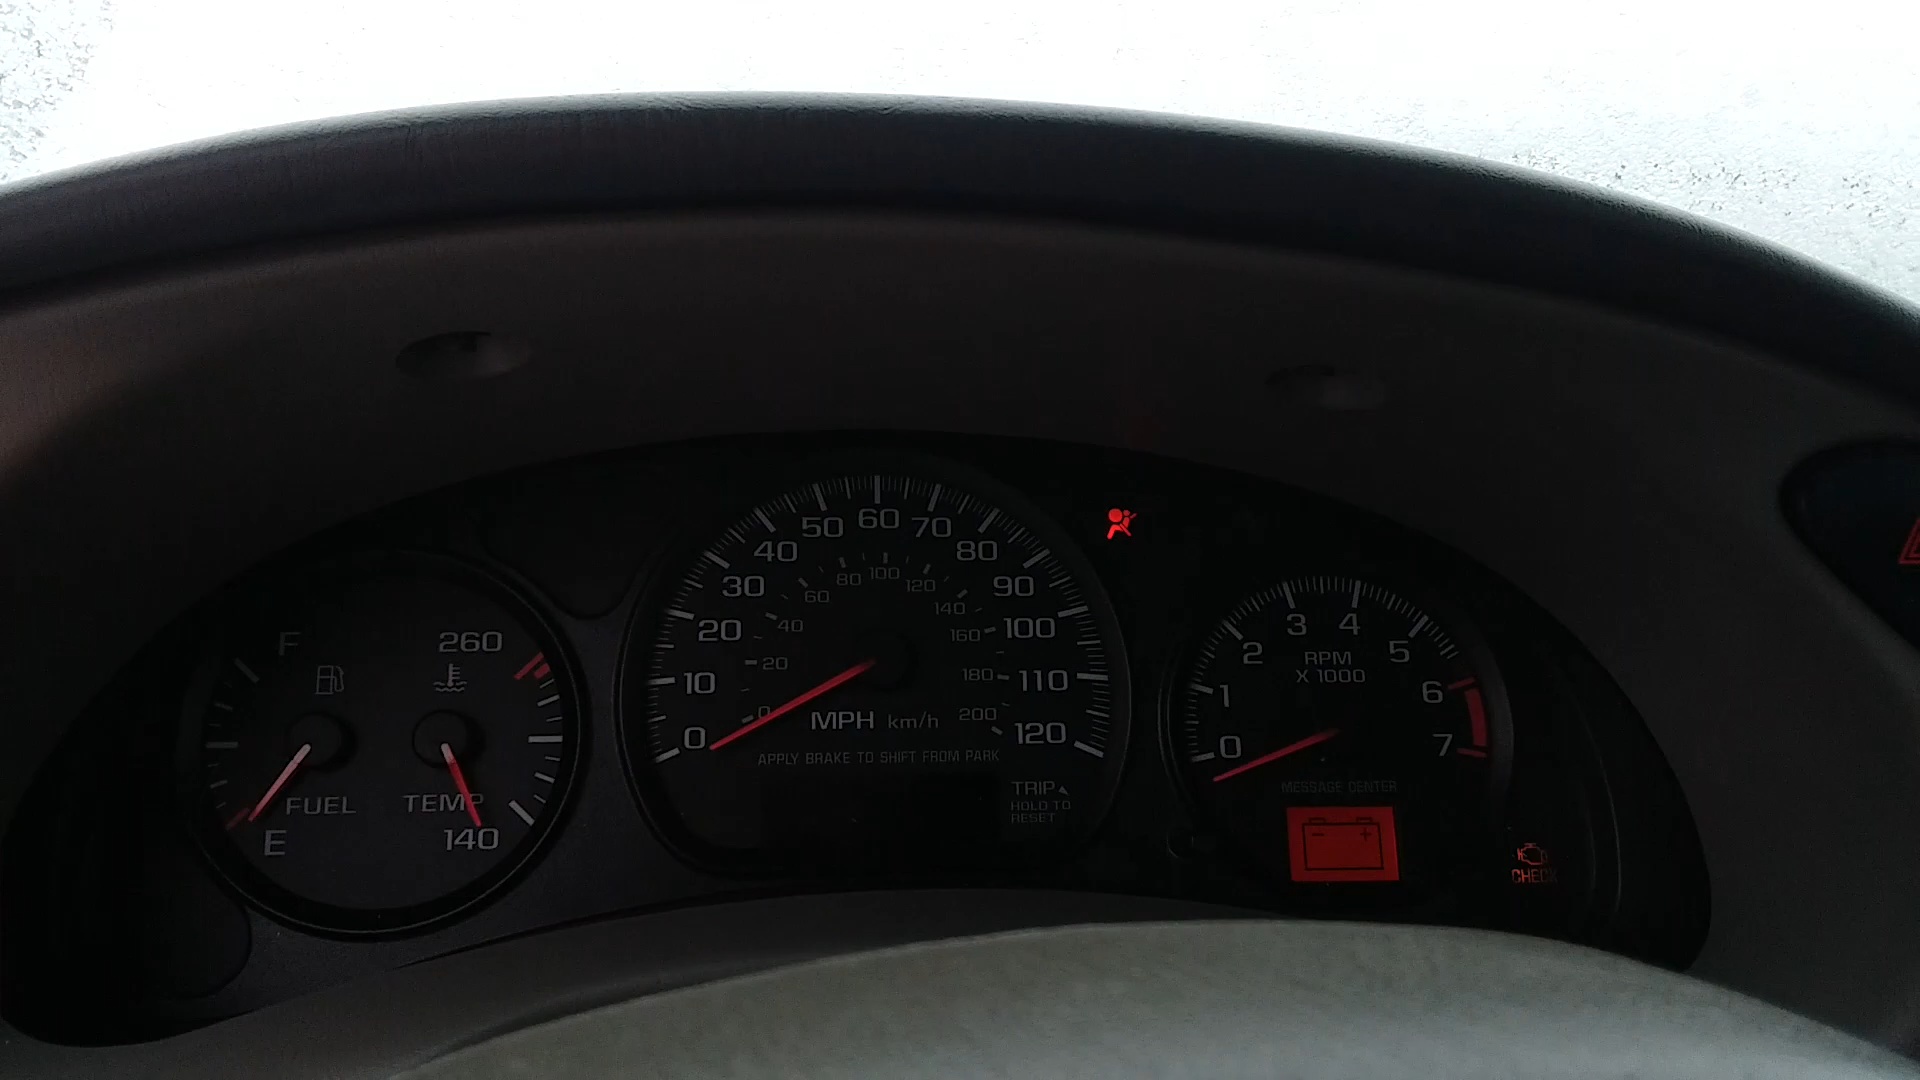 F
E
FUEL
260
TEMP
140
0
10
20
30
40
50
60
70
80
90
100
110
120
0
20
40
60
80
100
120
140
160
180
200
MPH km/h
APPLY BRAKE TO SHIFT FROM PARK
TRIP
HOLD TO
RESET
0
1
2
3
4
5
6
7
RPM
X 1000
MESSAGE CENTER
- +
CHECK